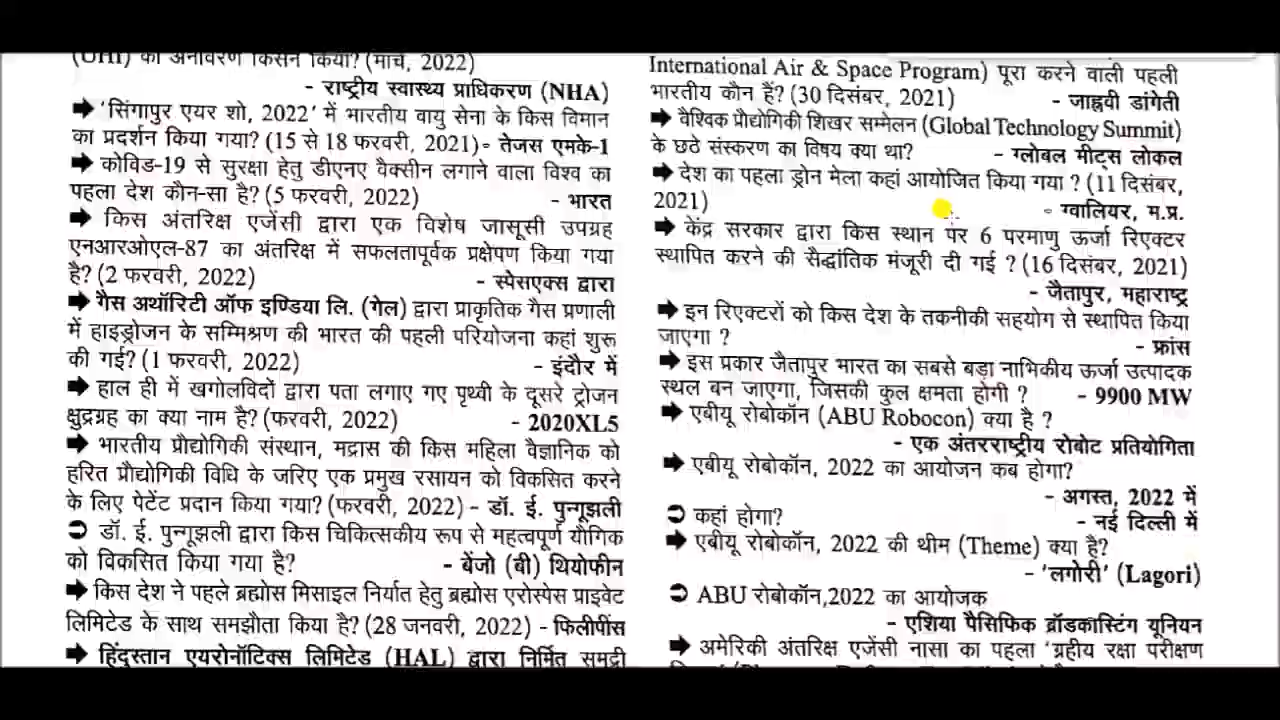 (UHI) का अनावरण किसने किया? (मार्च, 2022)
- राष्ट्रीय स्वास्थ्य प्राधिकरण (NHA)
➡ 'सिंगापुर एयर शो, 2022' में भारतीय वायु सेना के किस विमान
का प्रदर्शन किया गया? (15 से 18 फरवरी, 2021)- तेजस एमके-1
➡ कोविड-19 से सुरक्षा हेतु डीएनए वैक्सीन लगाने वाला विश्व का
पहला देश कौन-सा है? (5 फरवरी, 2022) - भारत
➡ किस अंतरिक्ष एजेंसी द्वारा एक विशेष जासूसी उपग्रह
एनआरओएल-87 का अंतरिक्ष में सफलतापूर्वक प्रक्षेपण किया गया
है? (2 फरवरी, 2022) - स्पेसएक्स द्वारा
➡ गैस अथॉरिटी ऑफ इण्डिया लि. (गेल) द्वारा प्राकृतिक गैस प्रणाली
में हाइड्रोजन के सम्मिश्रण की भारत की पहली परियोजना कहां शुरू
की गई? (1 फरवरी, 2022) - इंदौर में
➡ हाल ही में खगोलविदों द्वारा पता लगाए गए पृथ्वी के दूसरे ट्रोजन
क्षुद्रग्रह का क्या नाम है? (फरवरी, 2022) - 2020XL5
➡ भारतीय प्रौद्योगिकी संस्थान, मद्रास की किस महिला वैज्ञानिक को
हरित प्रौद्योगिकी विधि के जरिए एक प्रमुख रसायन को विकसित करने
के लिए पेटेंट प्रदान किया गया? (फरवरी, 2022) - डॉ. ई. पुन्गूझली
➲ डॉ. ई. पुन्गूझली द्वारा किस चिकित्सकीय रूप से महत्वपूर्ण यौगिक
को विकसित किया गया है? - बेंजो (बी) थियोफीन
➡ किस देश ने पहले ब्रह्मोस मिसाइल निर्यात हेतु ब्रह्मोस एरोस्पेस प्राइवेट
लिमिटेड के साथ समझौता किया है? (28 जनवरी, 2022) - फिलीपींस
➡ हिंदुस्तान एयरोनॉटिक्स लिमिटेड (HAL) द्वारा निर्मित
International Air & Space Program) पूरा करने वाली पहली
भारतीय कौन हैं? (30 दिसंबर, 2021) - जाह्नवी डांगेती
➡ वैश्विक प्रौद्योगिकी शिखर सम्मेलन (Global Technology Summit)
के छठे संस्करण का विषय क्या था? - ग्लोबल मीट्स लोकल
➡ देश का पहला ड्रोन मेला कहां आयोजित किया गया ? (11 दिसंबर,
2021) - ग्वालियर, म.प्र.
➡ केंद्र सरकार द्वारा किस स्थान पर 6 परमाणु ऊर्जा रिएक्टर
स्थापित करने की सैद्धांतिक मंजूरी दी गई ? (16 दिसंबर, 2021)
- जैतापुर, महाराष्ट्र
➡ इन रिएक्टरों को किस देश के तकनीकी सहयोग से स्थापित किया
जाएगा ? - फ्रांस
➡ इस प्रकार जैतापुर भारत का सबसे बड़ा नाभिकीय ऊर्जा उत्पादक
स्थल बन जाएगा, जिसकी कुल क्षमता होगी ? - 9900 MW
➡ एबीयू रोबोकॉन (ABU Robocon) क्या है ?
- एक अंतरराष्ट्रीय रोबोट प्रतियोगिता
➡ एबीयू रोबोकॉन, 2022 का आयोजन कब होगा?
- अगस्त, 2022 में
➲ कहां होगा? - नई दिल्ली में
➡ एबीयू रोबोकॉन, 2022 की थीम (Theme) क्या है?
- 'लगोरी' (Lagori)
➲ ABU रोबोकॉन,2022 का आयोजक
- एशिया पैसिफिक ब्रॉडकास्टिंग यूनियन
➡ अमेरिकी अंतरिक्ष एजेंसी नासा का पहला 'ग्रहीय रक्षा परीक्षण